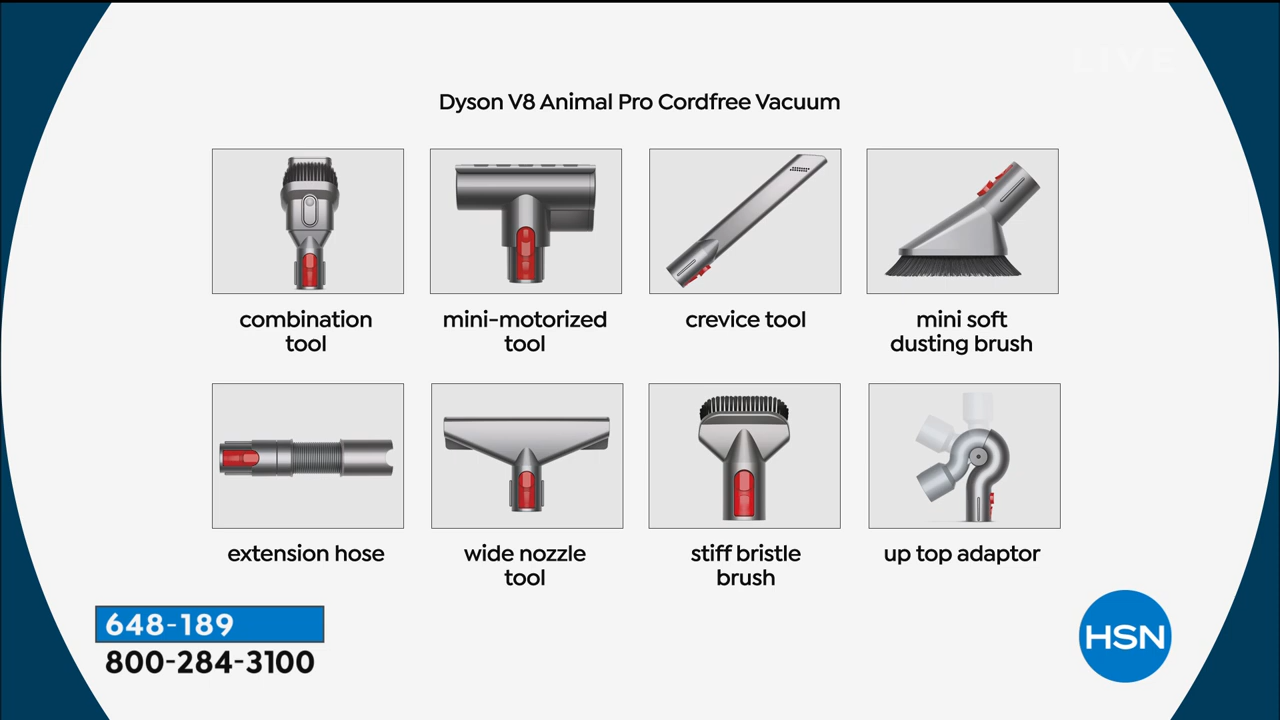 LIVE
Dyson V8 Animal Pro Cordfree Vacuum
combination
tool
mini-motorized
tool
crevice tool
mini soft
dusting brush
extension hose
wide nozzle
tool
stiff bristle
brush
up top adaptor
648-189
800-284-3100
HSN